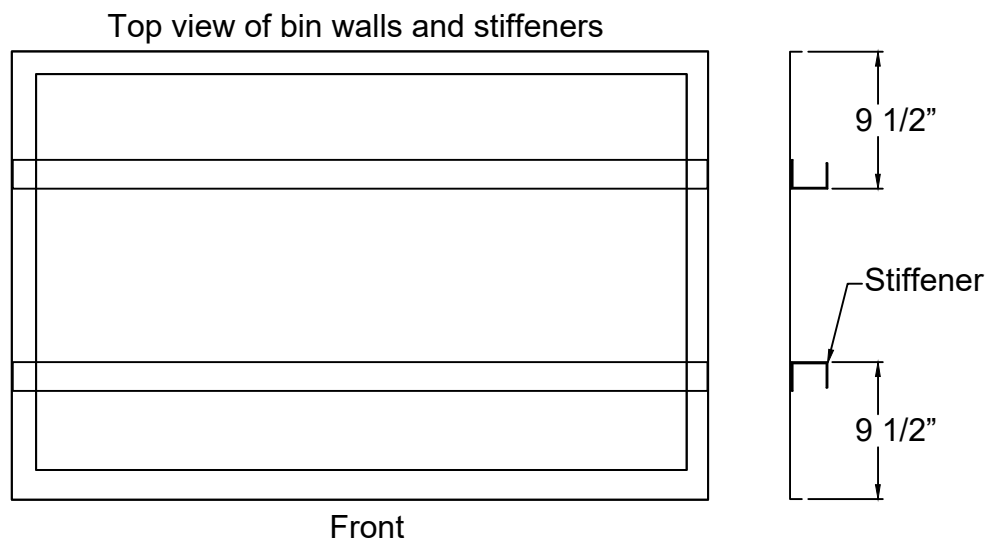 Top view of bin walls and stiffeners
9 1/2”
Stiffener
9 1/2”
Front